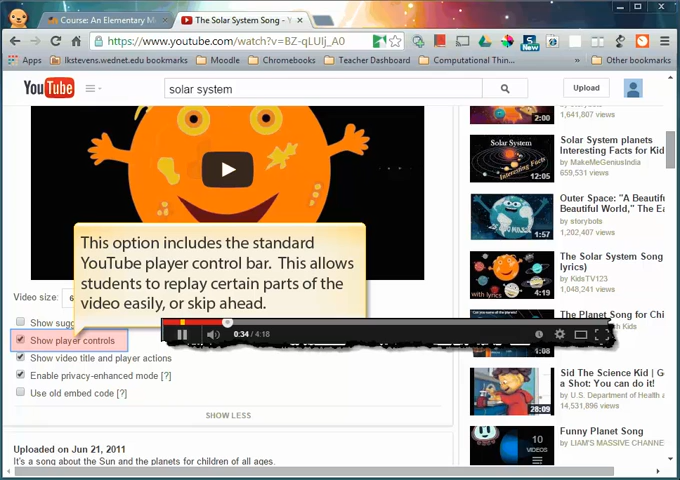 Course: An Elementary M
The Solar System Song - Y
https://www.youtube.com/watch?v=BZ-qLUIj_A0
New
Apps
lkstevens.wednet.edu bookmarks
Moodle
Chromebooks
Teacher Dashboard
Computational Thin
»
Other bookmarks
YouTube
solar system
Upload
1,641,807 views
2:00
Solar System
Interesting Facts
12:05
Solar System planets
Interesting Facts for Kid
by MakeMeGeniusIndia
659,531 views
1:57
Outer Space: "A Beautifu
Beautiful World," The
by storybots
1,202,407 views
with lyrics
4:19
The Solar System Song
lyrics)
by KidsTV123
1,048,241 views
This option includes the standard
YouTube player control bar. This allows
students to replay certain parts of the
video easily, or skip ahead.
Video size:
Show sugg
Show player controls
Show video title and player actions
Enable privacy-enhanced mode [?]
Use old embed code [?]
SHOW LESS
0:34 / 4:18
The Planet Song for Chi
1:08
28:09
Sid The Science Kid | G
a Shot: You can do it!
by U.S. Department of Health
14,531,896 views
10
VIDEOS
Funny Planet Song
by LIAM'S MASSIVE CHANNE
Uploaded on Jun 21, 2011
It's a song about the Sun and the planets for children of all ages.